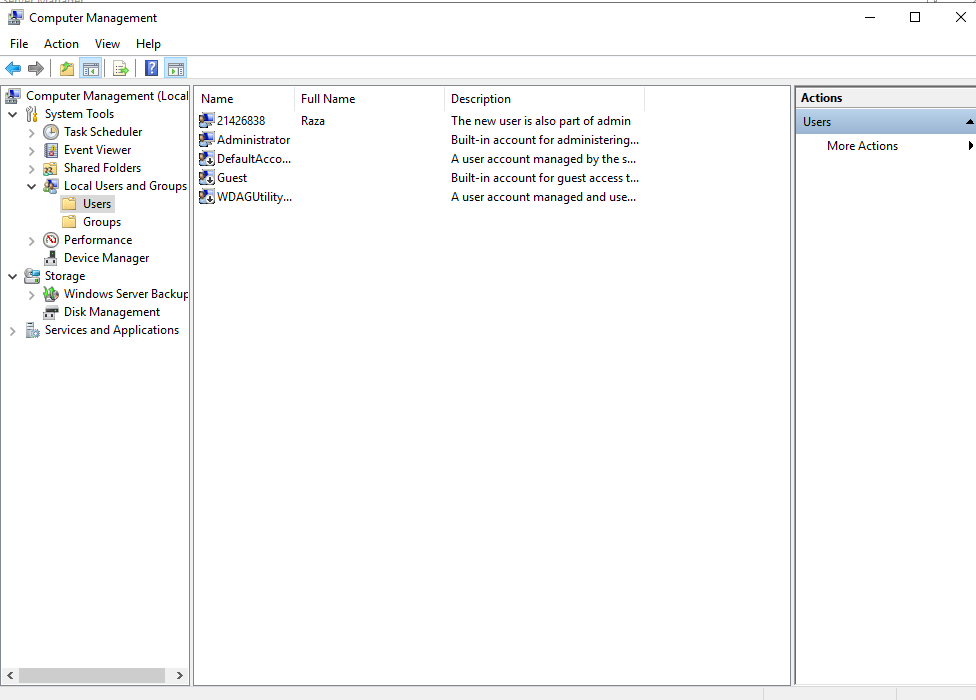 Computer Management
File Action View Help
Computer Management (Local
System Tools
Task Scheduler
Event Viewer
Shared Folders
Local Users and Groups
Users
Groups
Performance
Device Manager
Storage
Windows Server Backup
Disk Management
Services and Applications
Name Full Name Description
21426838 Raza The new user is also part of admin
Administrator Built-in account for administering...
DefaultAcco... A user account managed by the s...
Guest Built-in account for guest access t...
WDAGUtility... A user account managed and use...
Actions
Users
More Actions